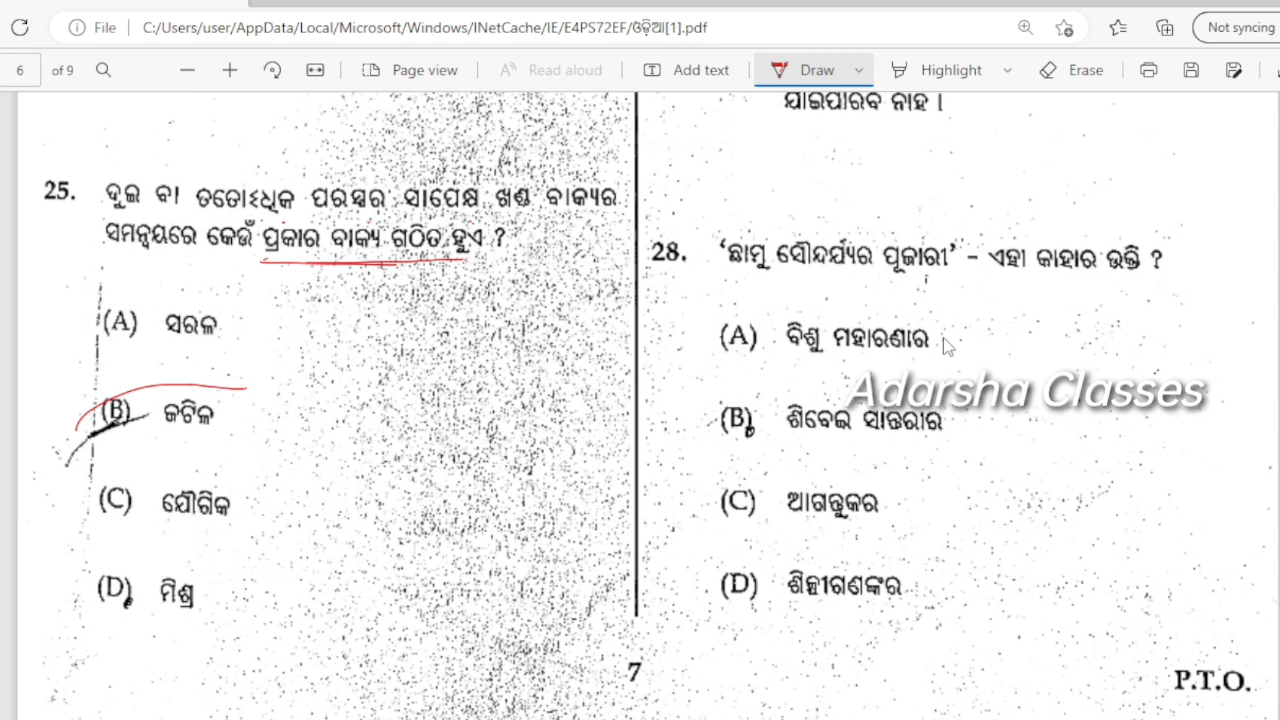 File
C:/Users/user/AppData/Local/Microsoft/Windows/INetCache/IE/E4PS72EF/ଓଡ଼ିଆ[1].pdf
Not syncing
6 of 9
Page view
Read aloud
Add text
Draw
Highlight
Erase
25. ଦୁଇ ବା ତତୋଽଧିକ ପରସ୍ପର ସାପେକ୍ଷ ଖଣ୍ଡ ବାକ୍ୟର
ସମନ୍ୱୟରେ କେଉଁ ପ୍ରକାର ବାକ୍ୟ ଗଠିତ ହୁଏ ?
(A) ସରଳ
(B) ଜଟିଳ
(C) ଯୌଗିକ
(D) ମିଶ୍ର
ଯାଇପାରିବ ନାହିଁ ।
28. ‘ଛାମୁ ସୌନ୍ଦର୍ଯ୍ୟର ପୂଜାରୀ’ – ଏହା କାହାର ଉକ୍ତି ?
(A) ବିଶୁ ମହାରଣାର
Adarsha Classes
(B) ଶିବେଇ ସାନ୍ତରୀର
(C) ଆଗନ୍ତୁକର
(D) ଶିହୀଗଣଙ୍କର
7
P.T.O.